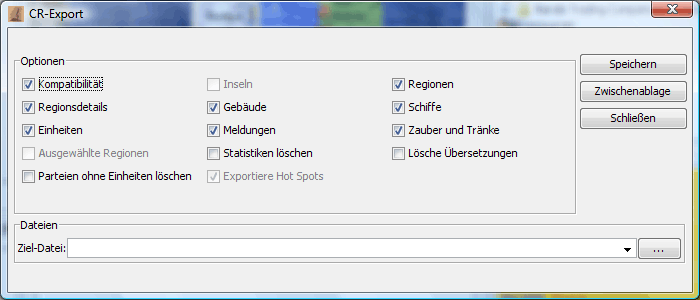 CR-Export
Optionen
Kompatibilität Inseln Regionen
Regionsdetails Gebäude Schiffe
Einheiten Meldungen Zauber und Tränke
Ausgewählte Regionen Statistiken löschen Lösche Übersetzungen
Parteien ohne Einheiten löschen Exportiere Hot Spots
Speichern
Zwischenablage
Schließen
Dateien
Ziel-Datei: ...